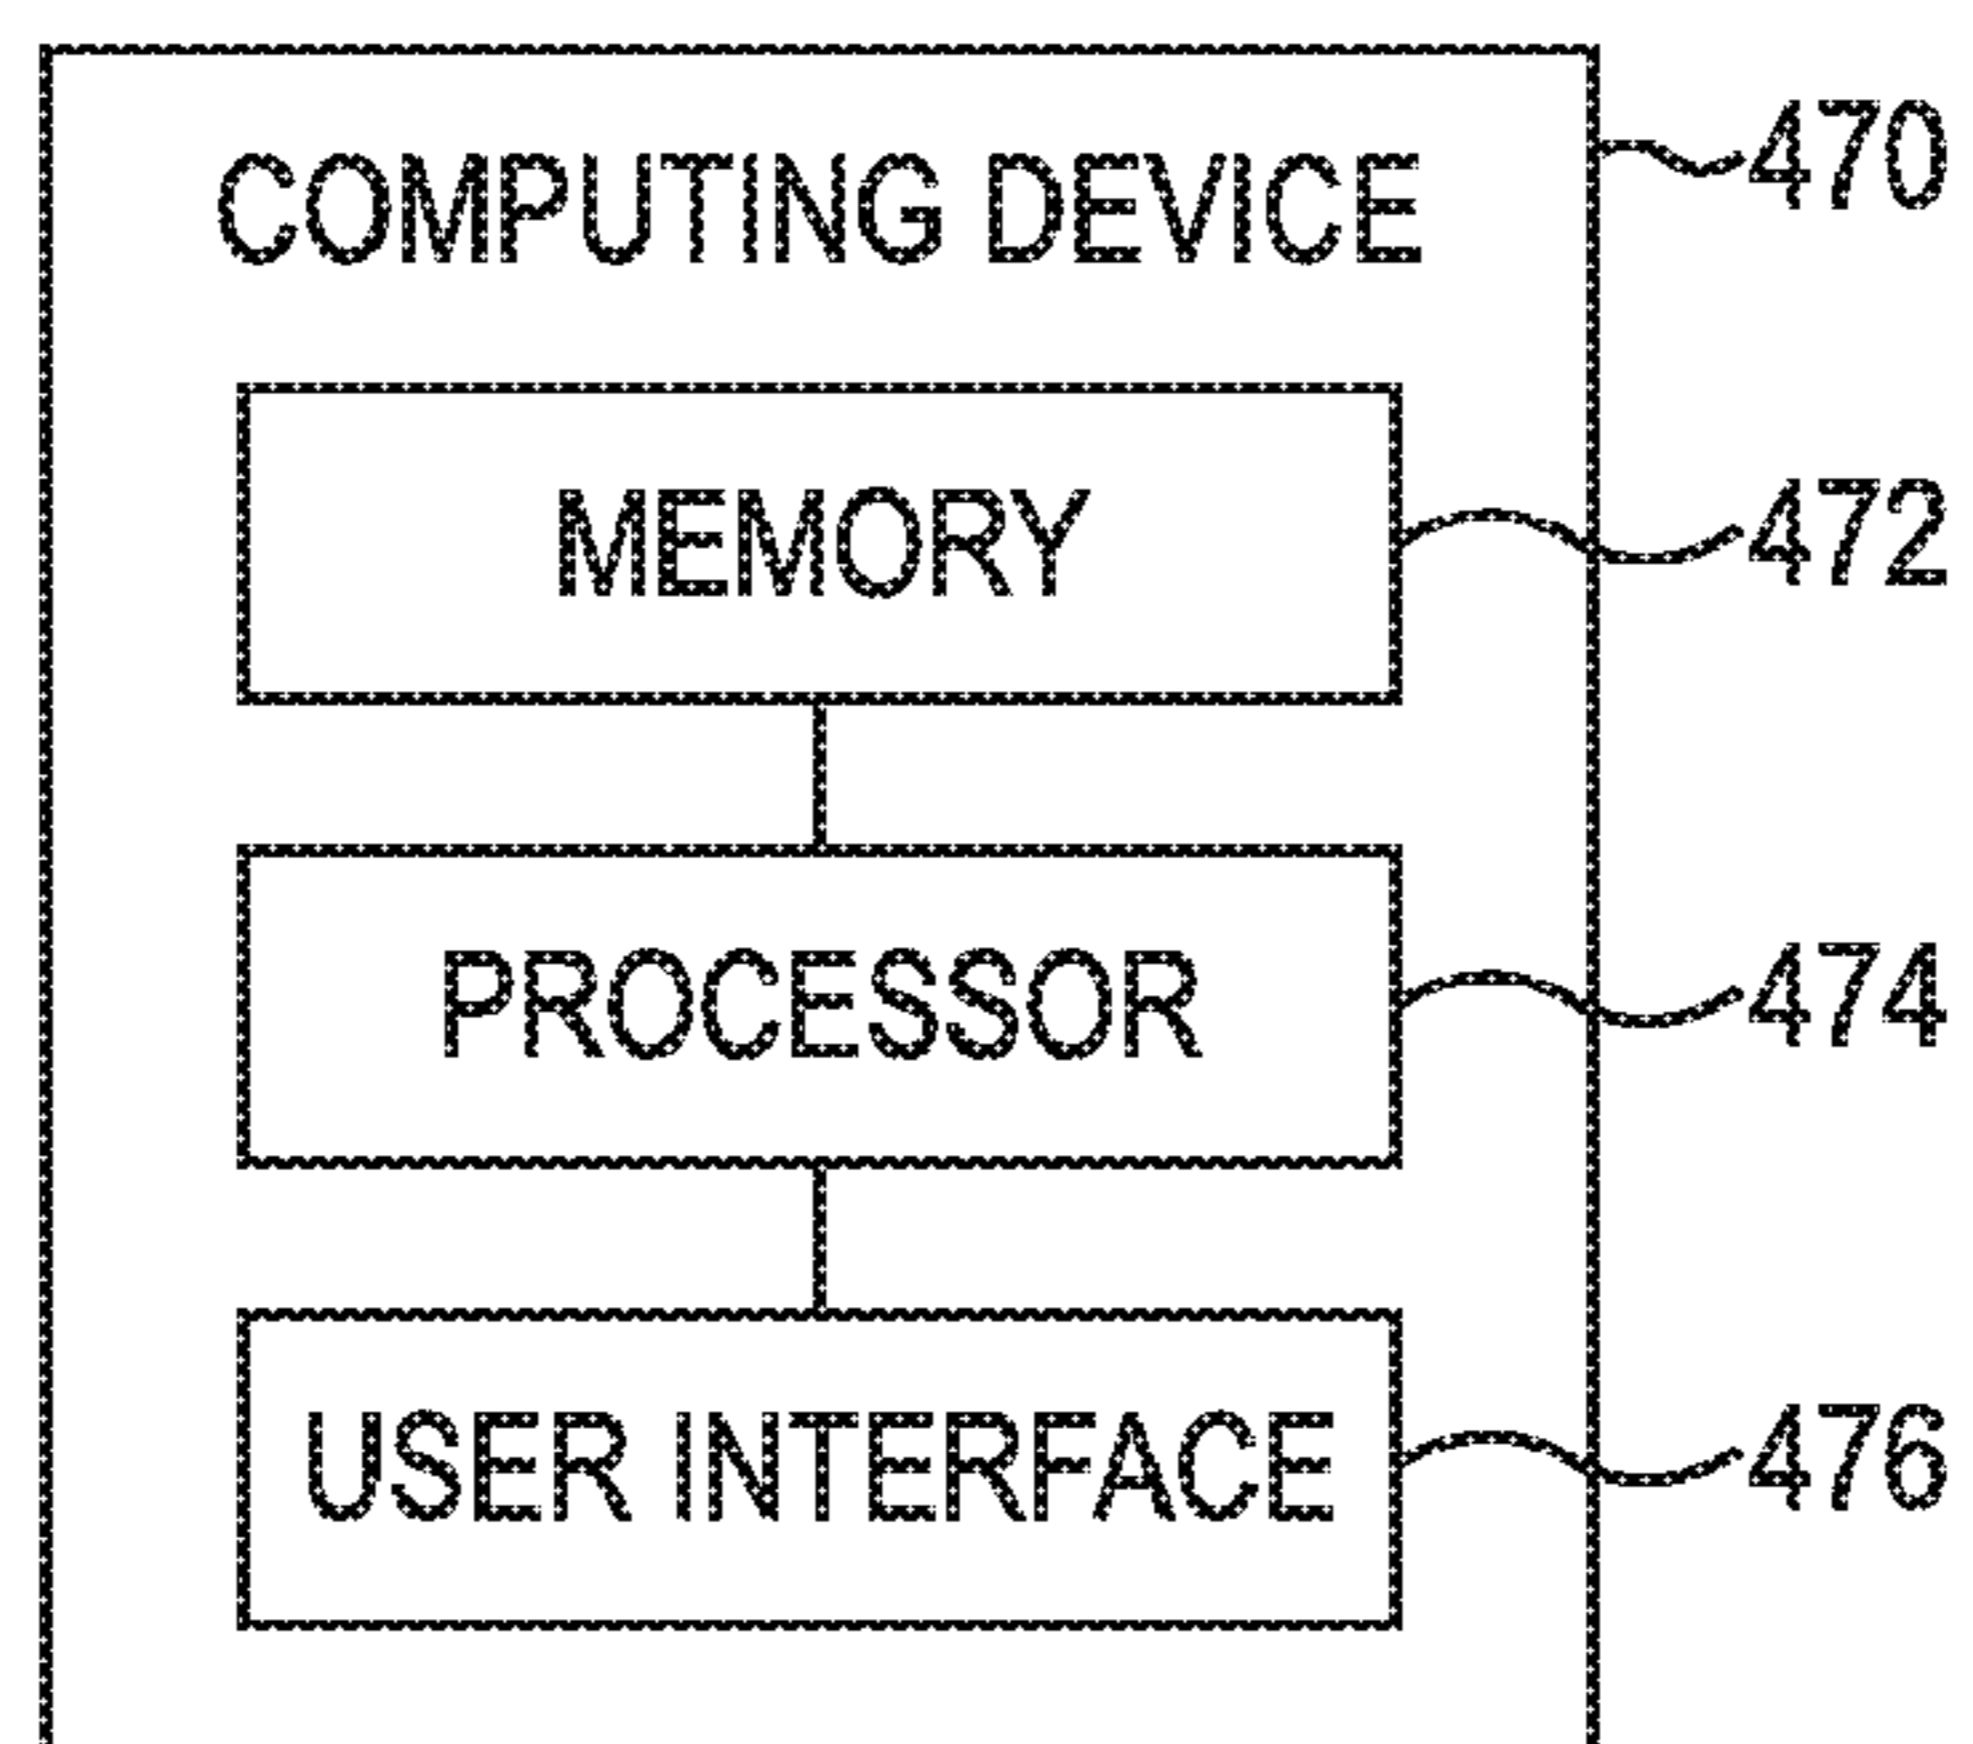 COMPUTING DEVICE 470
MEMORY 472
PROCESSOR 474
USER INTERFACE 476